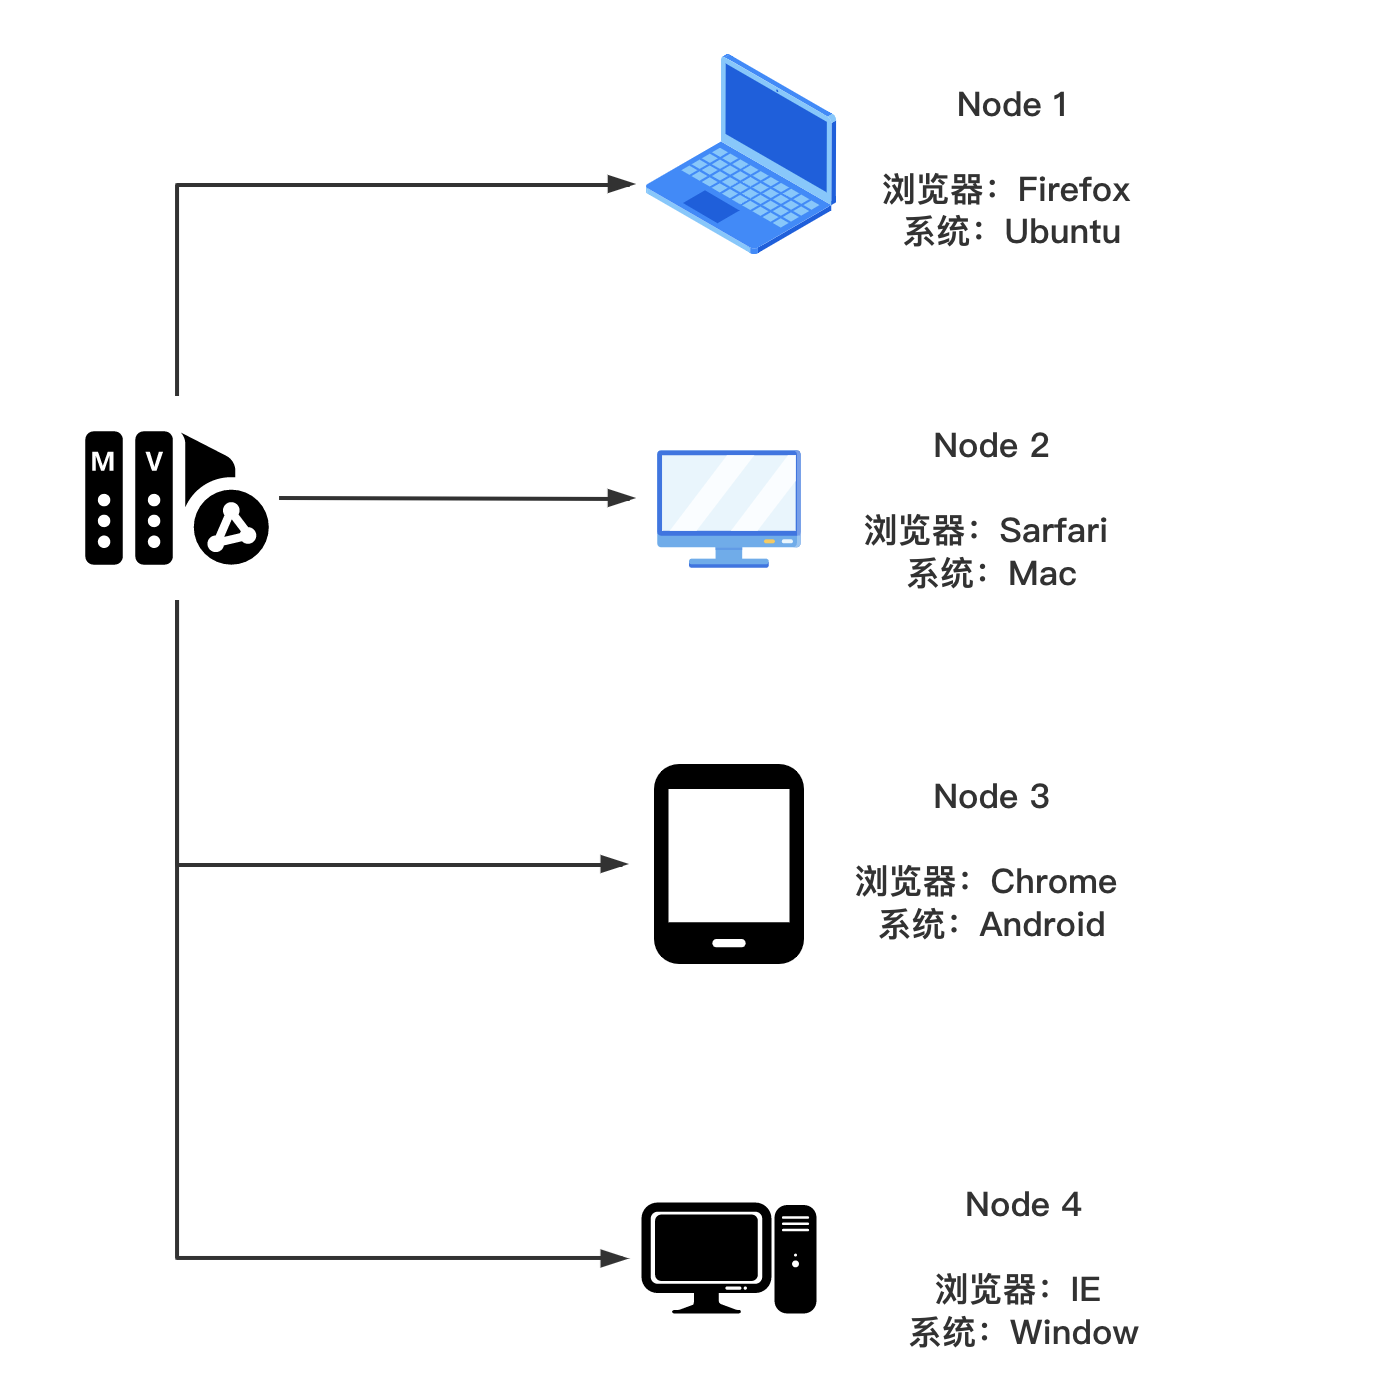 Node 1
浏览器：Firefox
系统：Ubuntu
M V
Node 2
浏览器：Sarfari
系统：Mac
Node 3
浏览器：Chrome
系统：Android
Node 4
浏览器：IE
系统：Window